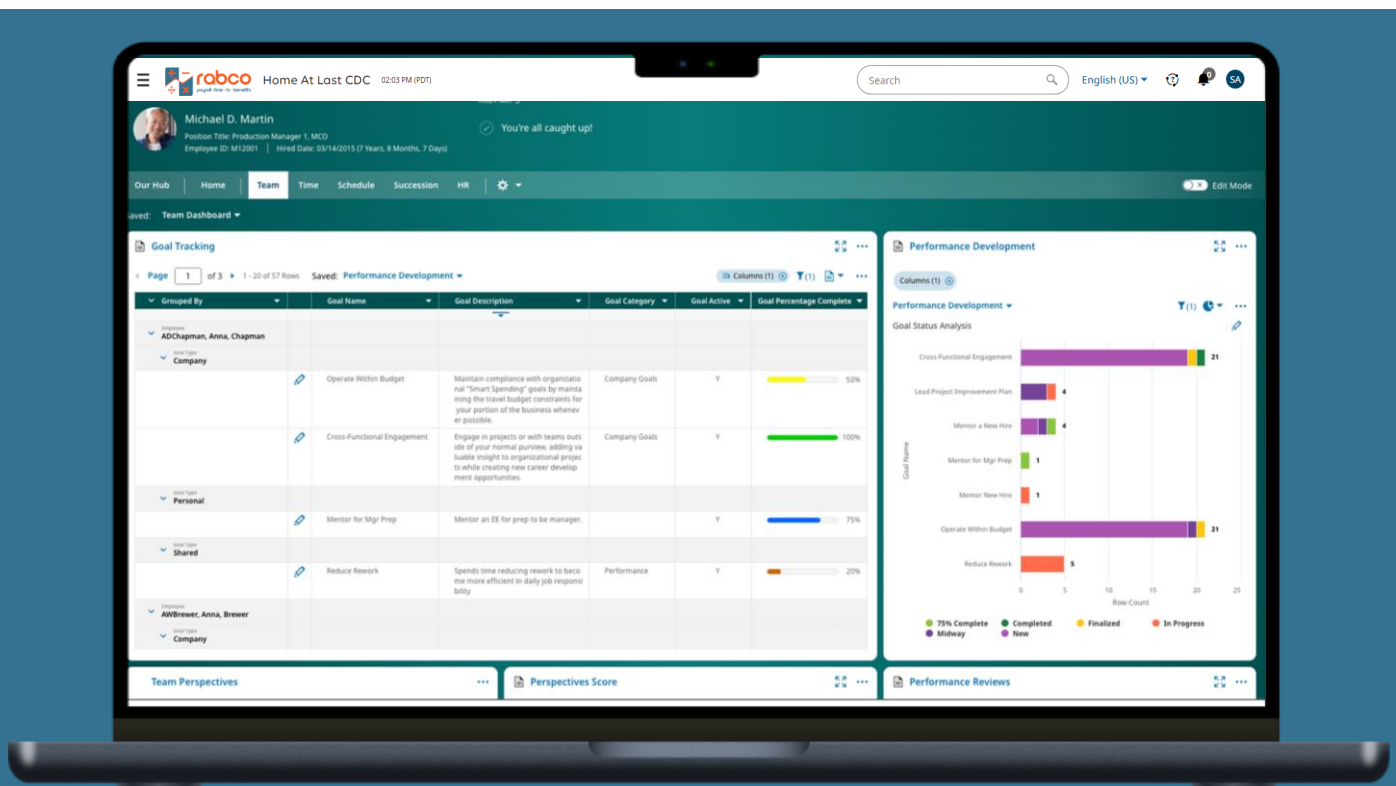 rabco
payroll-time-hr-benefits
Home At Last CDC
02:03 PM (PDT)
Search
English (US)
0
SA
Michael D. Martin
Position Title: Production Manager 1, MCO
Employee ID: M12001 | Hired Date: 03/14/2015 (7 Years, 8 Months, 7 Days)
You're all caught up!
Our Hub
Home
Team
Time
Schedule
Succession
HR
Edit Mode
aved: Team Dashboard
Goal Tracking
Page 1 of 3 1 - 20 of 57 Rows Saved: Performance Development
Columns (1)
(1)
Grouped By
Goal Name
Goal Description
Goal Category
Goal Active
Goal Percentage Complete
Employee
ADChapman, Anna, Chapman
Goal Type
Company
Operate Within Budget
Maintain compliance with organizatio
nal "Smart Spending" goals by mainta
ining the travel budget constraints for
your portion of the business whenev
er possible.
Company Goals
Y
50%
Cross-Functional Engagement
Engage in projects or with teams outs
ide of your normal purview, adding va
luable insight to organizational projec
ts while creating new career develop
ment opportunities.
Company Goals
Y
100%
Goal Type
Personal
Mentor for Mgr Prep
Mentor an EE for prep to be manager.
Y
75%
Goal Type
Shared
Reduce Rework
Spends time reducing rework to beco
me more efficient in daily job responsi
bility
Performance
Y
20%
Employee
AWBrewer, Anna, Brewer
Goal Type
Company
Performance Development
Columns (1)
Performance Development
(1)
Goal Status Analysis
Goal Name
Cross-Functional Engagement
21
Lead Project Improvement Plan
4
Mentor a New Hire
4
Mentor for Mgr Prep
1
Mentor New Hire
1
Operate Within Budget
21
Reduce Rework
5
0 5 10 15 20 25
Row Count
75% Complete
Completed
Finalized
In Progress
Midway
New
Team Perspectives
Perspectives Score
Performance Reviews